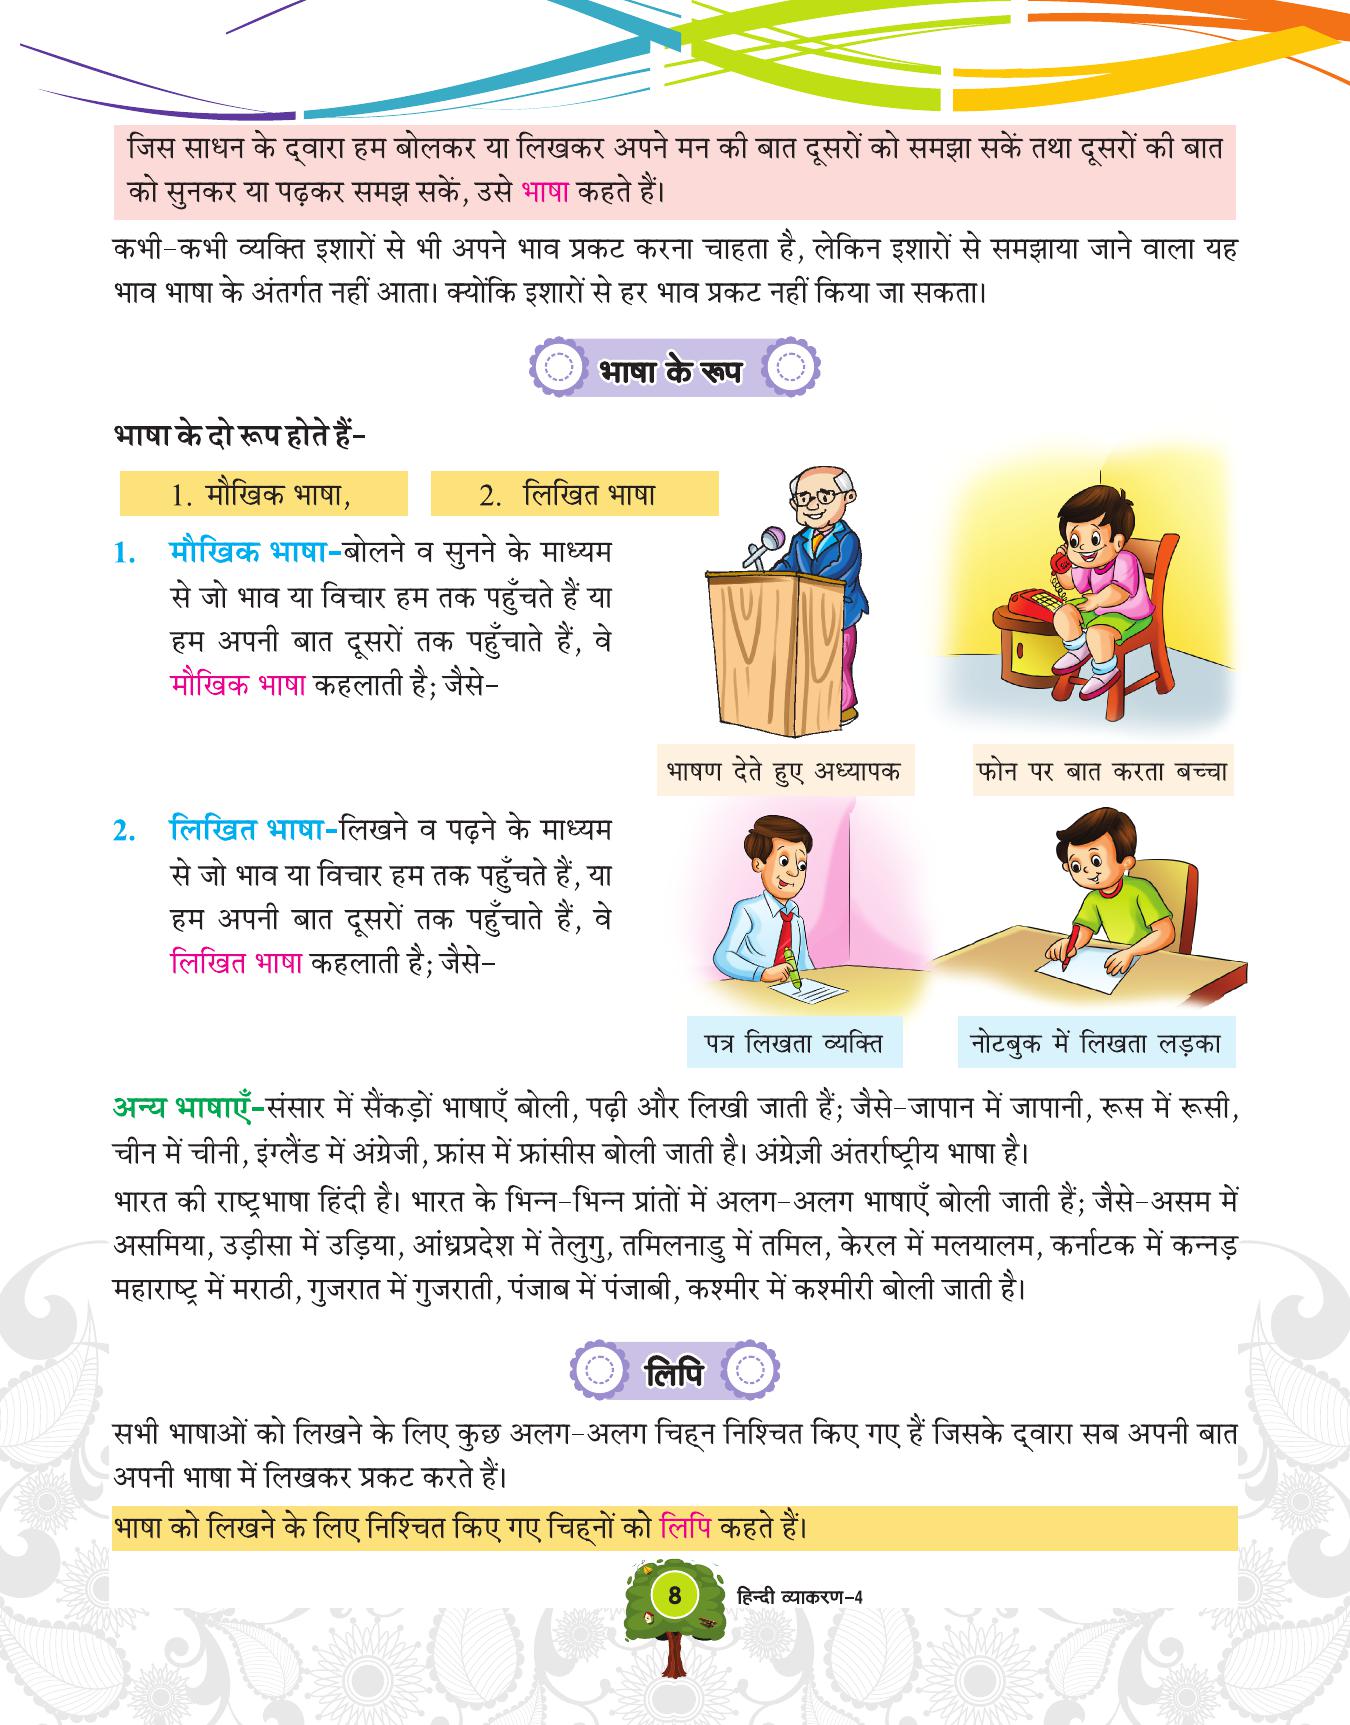 जिस साधन के द्‌वारा हम बोलकर या लिखकर अपने मन की बात दूसरों को समझा सकें तथा दूसरों की बात
को सुनकर या पढ़कर समझ सकें, उसे भाषा कहते हैं।
कभी-कभी व्यक्ति इशारों से भी अपने भाव प्रकट करना चाहता है, लेकिन इशारों से समझाया जाने वाला यह
भाव भाषा के अंतर्गत नहीं आता। क्योंकि इशारों से हर भाव प्रकट नहीं किया जा सकता।
भाषा के रूप
भाषा के दो रूप होते हैं-
1. मौखिक भाषा, 2. लिखित भाषा
1. मौखिक भाषा-बोलने व सुनने के माध्यम
से जो भाव या विचार हम तक पहुँचते हैं या
हम अपनी बात दूसरों तक पहुँचाते हैं, वे
मौखिक भाषा कहलाती है; जैसे-
भाषण देते हुए अध्यापक फोन पर बात करता बच्चा
2. लिखित भाषा-लिखने व पढ़ने के माध्यम
से जो भाव या विचार हम तक पहुँचते हैं, या
हम अपनी बात दूसरों तक पहुँचाते हैं, वे
लिखित भाषा कहलाती है; जैसे-
पत्र लिखता व्यक्ति नोटबुक में लिखता लड़का
अन्य भाषाएँ-संसार में सैंकड़ों भाषाएँ बोली, पढ़ी और लिखी जाती हैं; जैसे-जापान में जापानी, रूस में रूसी,
चीन में चीनी, इंग्लैंड में अंग्रेजी, फ्रांस में फ्रांसीस बोली जाती है। अंग्रेज़ी अंतर्राष्ट्रीय भाषा है।
भारत की राष्ट्रभाषा हिंदी है। भारत के भिन्न-भिन्न प्रांतों में अलग-अलग भाषाएँ बोली जाती हैं; जैसे-असम में
असमिया, उड़ीसा में उड़िया, आंध्रप्रदेश में तेलुगु, तमिलनाडु में तमिल, केरल में मलयालम, कर्नाटक में कन्नड़
महाराष्ट्र में मराठी, गुजरात में गुजराती, पंजाब में पंजाबी, कश्मीर में कश्मीरी बोली जाती है।
लिपि
सभी भाषाओं को लिखने के लिए कुछ अलग-अलग चिह्‌न निश्चित किए गए हैं जिसके द्‌वारा सब अपनी बात
अपनी भाषा में लिखकर प्रकट करते हैं।
भाषा को लिखने के लिए निश्चित किए गए चिह्‌नों को लिपि कहते हैं।
8 हिन्दी व्याकरण-4